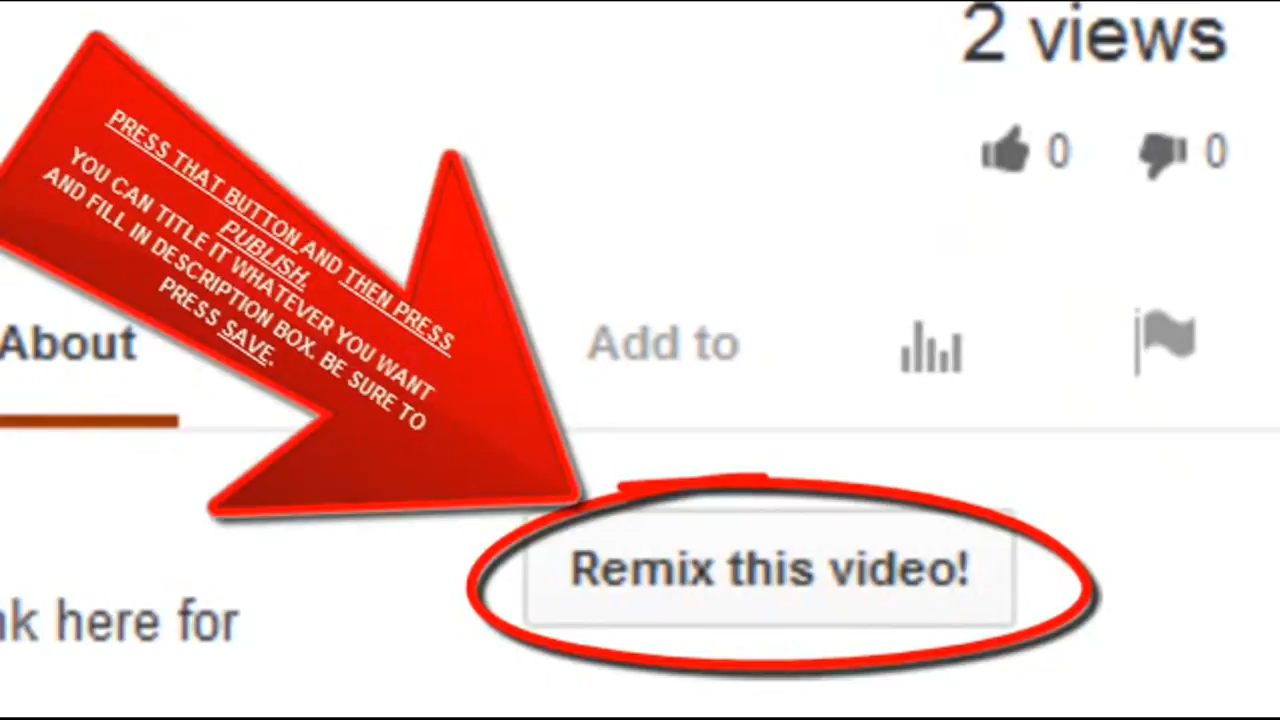 2 views
0 0
PRESS THAT BUTTON AND THEN PRESS
PUBLISH.
YOU CAN TITLE IT WHATEVER YOU WANT
AND FILL IN DESCRIPTION BOX. BE SURE TO
PRESS SAVE.
About Add to
Remix this video!
nk here for